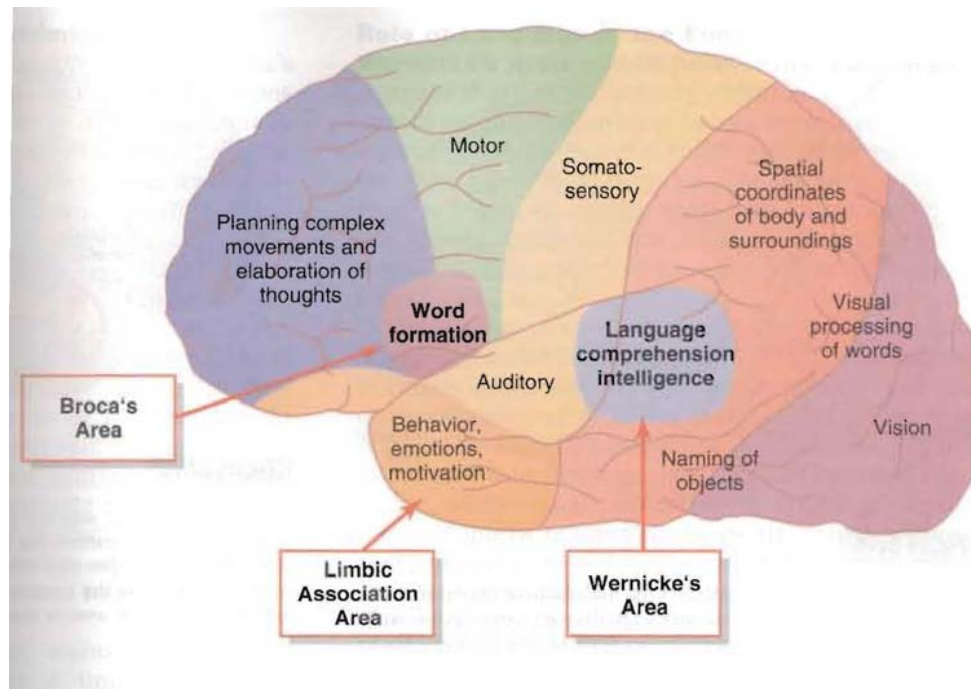 Motor
Somato-
sensory
Spatial
coordinates
of body and
surroundings
Planning complex
movements and
elaboration of
thoughts
Word
formation
Language
comprehension
intelligence
Visual
processing
of words
Auditory
Broca's
Area
Behavior,
emotions,
motivation
Vision
Naming of
objects
Limbic
Association
Area
Wernicke's
Area